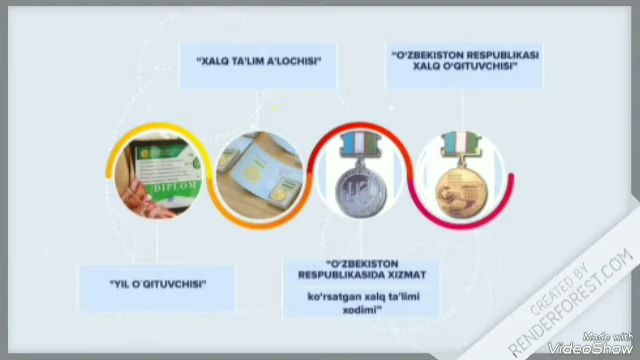 "XALQ TA'LIM A'LOCHISI"
"O'ZBEKISTON RESPUBLIKASI
XALQ O'QITUVCHISI"
DIPLOM
"YIL O`QITUVCHISI"
"O'ZBEKISTON
RESPUBLIKASIDA XIZMAT
ko'rsatgan xalq ta'limi
xodimi"
CREATED BY
RENDERFOREST.COM
Made with
VideoShow